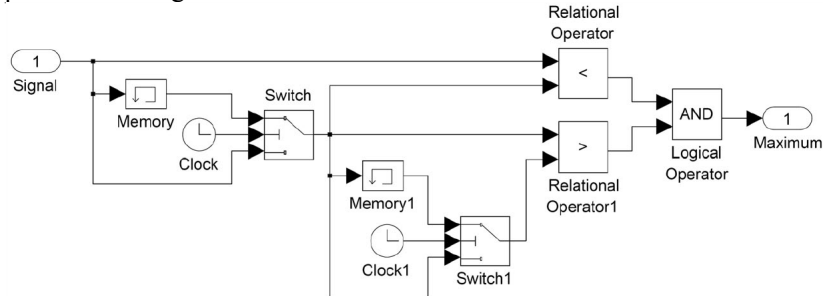 Relational
Operator
1
Signal
<
Switch
Memory
AND
1
Maximum
Clock
>
Logical
Operator
Relational
Operator1
Memory1
Clock1
Switch1